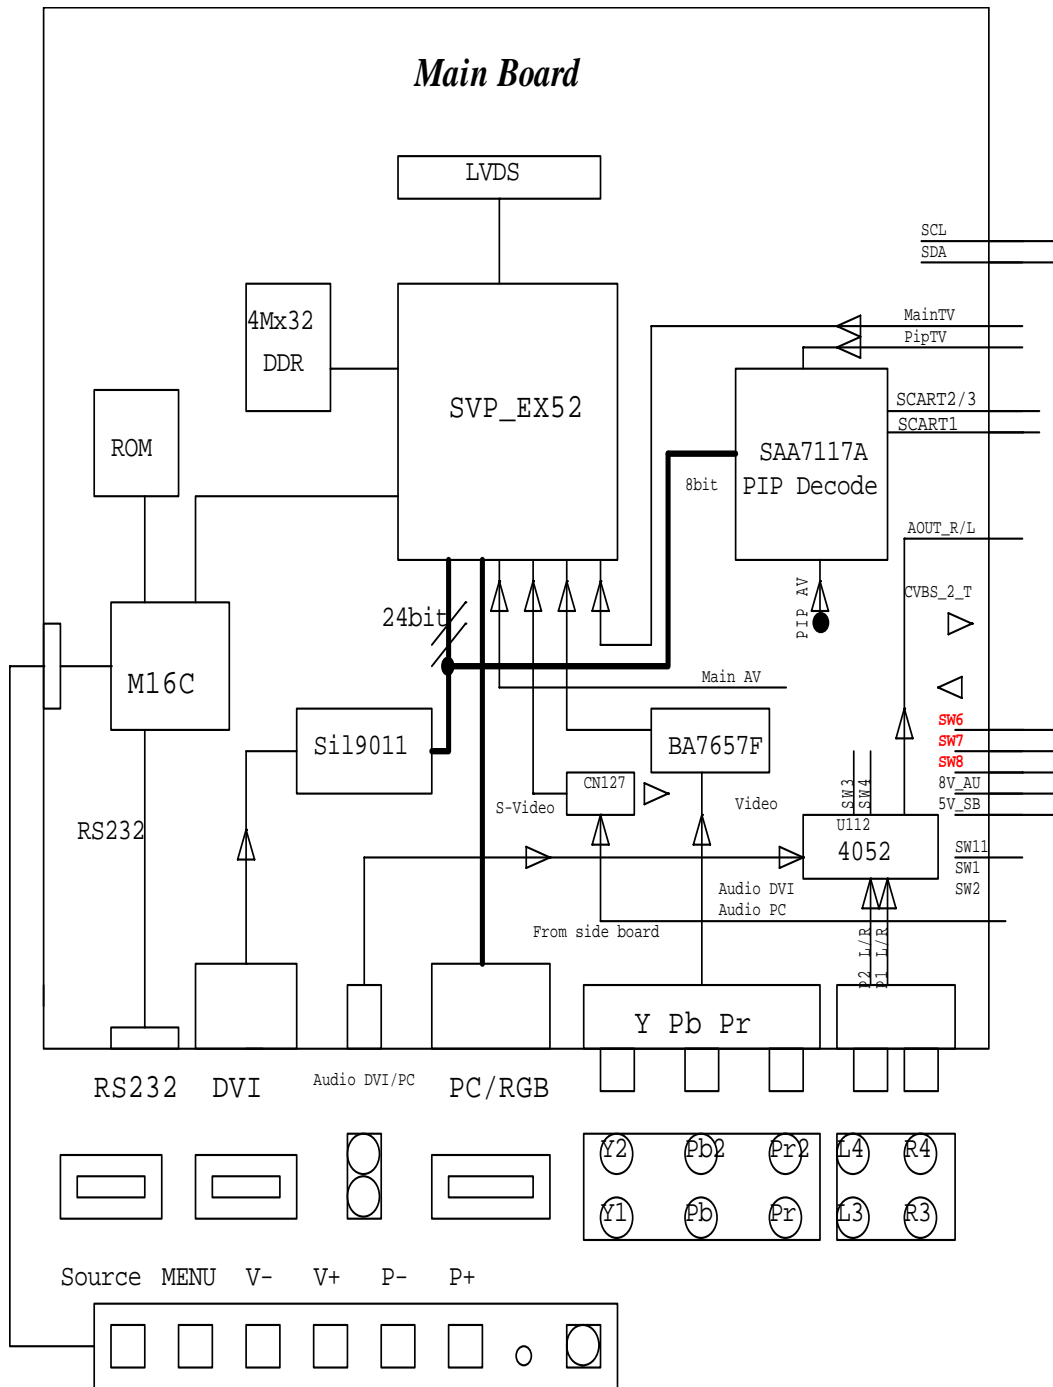 Main Board
LVDS
SCL
SDA
4Mx32
DDR
MainTV
PipTV
SVP_EX52
SCART2/3
SCART1
ROM
SAA7117A
PIP Decode
8bit
AOUT_R/L
PIP AV
CVBS_2_T
24bit
M16C
Main AV
Sil9011
BA7657F
SW6
SW7
SW8
8V_AU
5V_SB
CN127
S-Video
Video
SW3
SW4
RS232
U112
4052
SW11
SW1
SW2
Audio DVI
Audio PC
From side board
P2 L/R
P1 L/R
Y Pb Pr
RS232
DVI
Audio DVI/PC
PC/RGB
Y2
Pb2
Pr2
L4
R4
Y1
Pb
Pr
L3
R3
Source MENU V- V+ P- P+